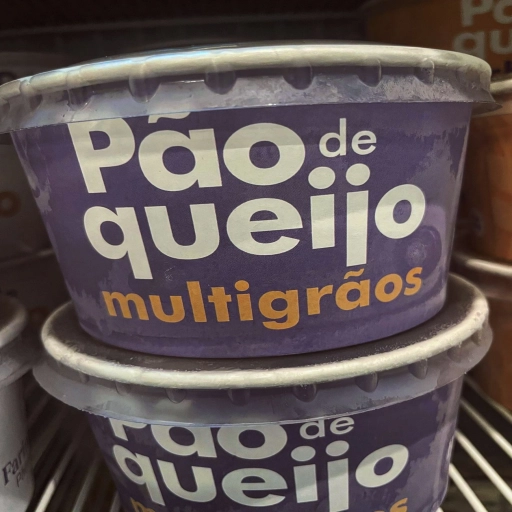 Pão de
queijo
multigrãos
Pão de
queijo